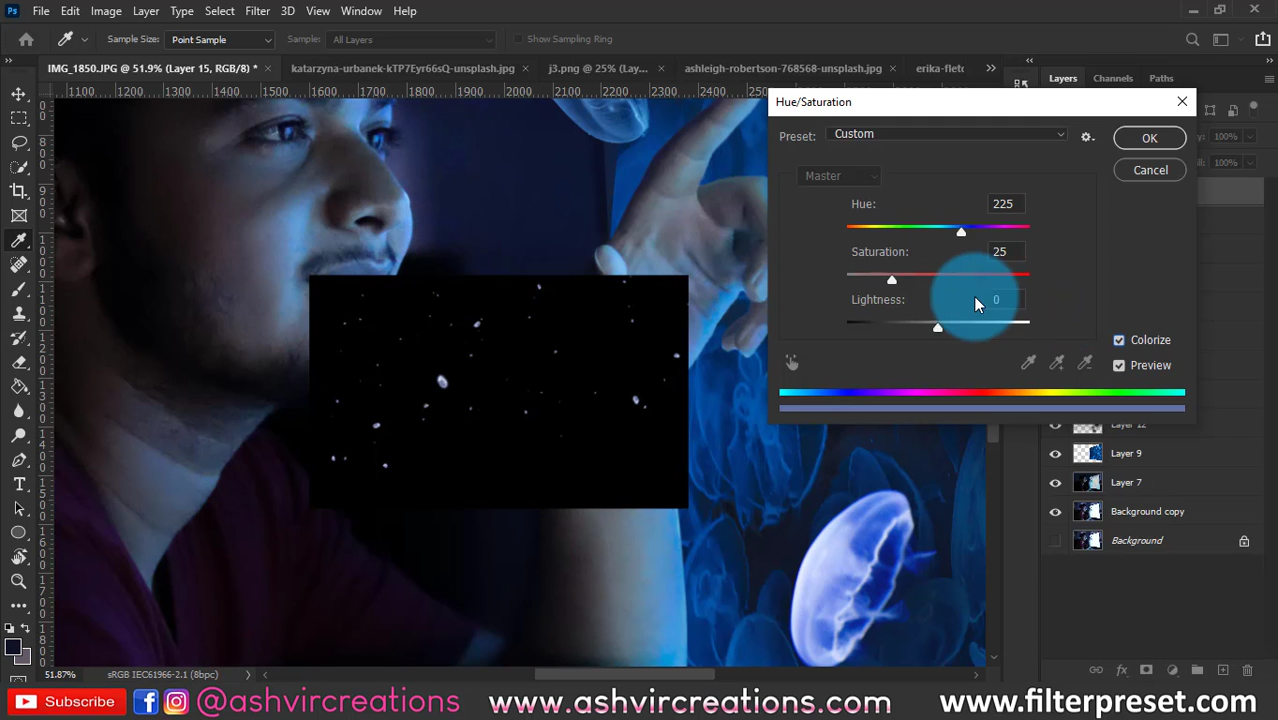 Ps File Edit Image Layer Type Select Filter 3D View Window Help
Sample Size: Point Sample Sample: All Layers Show Sampling Ring
IMG_1850.JPG @ 51.9% (Layer 15, RGB/8) * × katarzyna-urbanek-kTP7Eyr66sQ-unsplash.jpg × j3.png @ 25% (Lay... × ashleigh-robertson-768568-unsplash.jpg × erika-fletc
Layers Channels Paths
1100 1200 1300 1400 1500 1600 1700 1800 1900 2000 2100 2200 2300 2400
Hue/Saturation
Preset: Custom
OK
Master
Cancel
Hue: 225
Saturation: 25
Lightness: 0
Colorize
Preview
100%
100%
Layer 12
Layer 9
Layer 7
Background copy
Background
51.87% sRGB IEC61966-2.1 (8bpc)
Subscribe @ashvircreations www.ashvircreations.com www.filterpreset.com